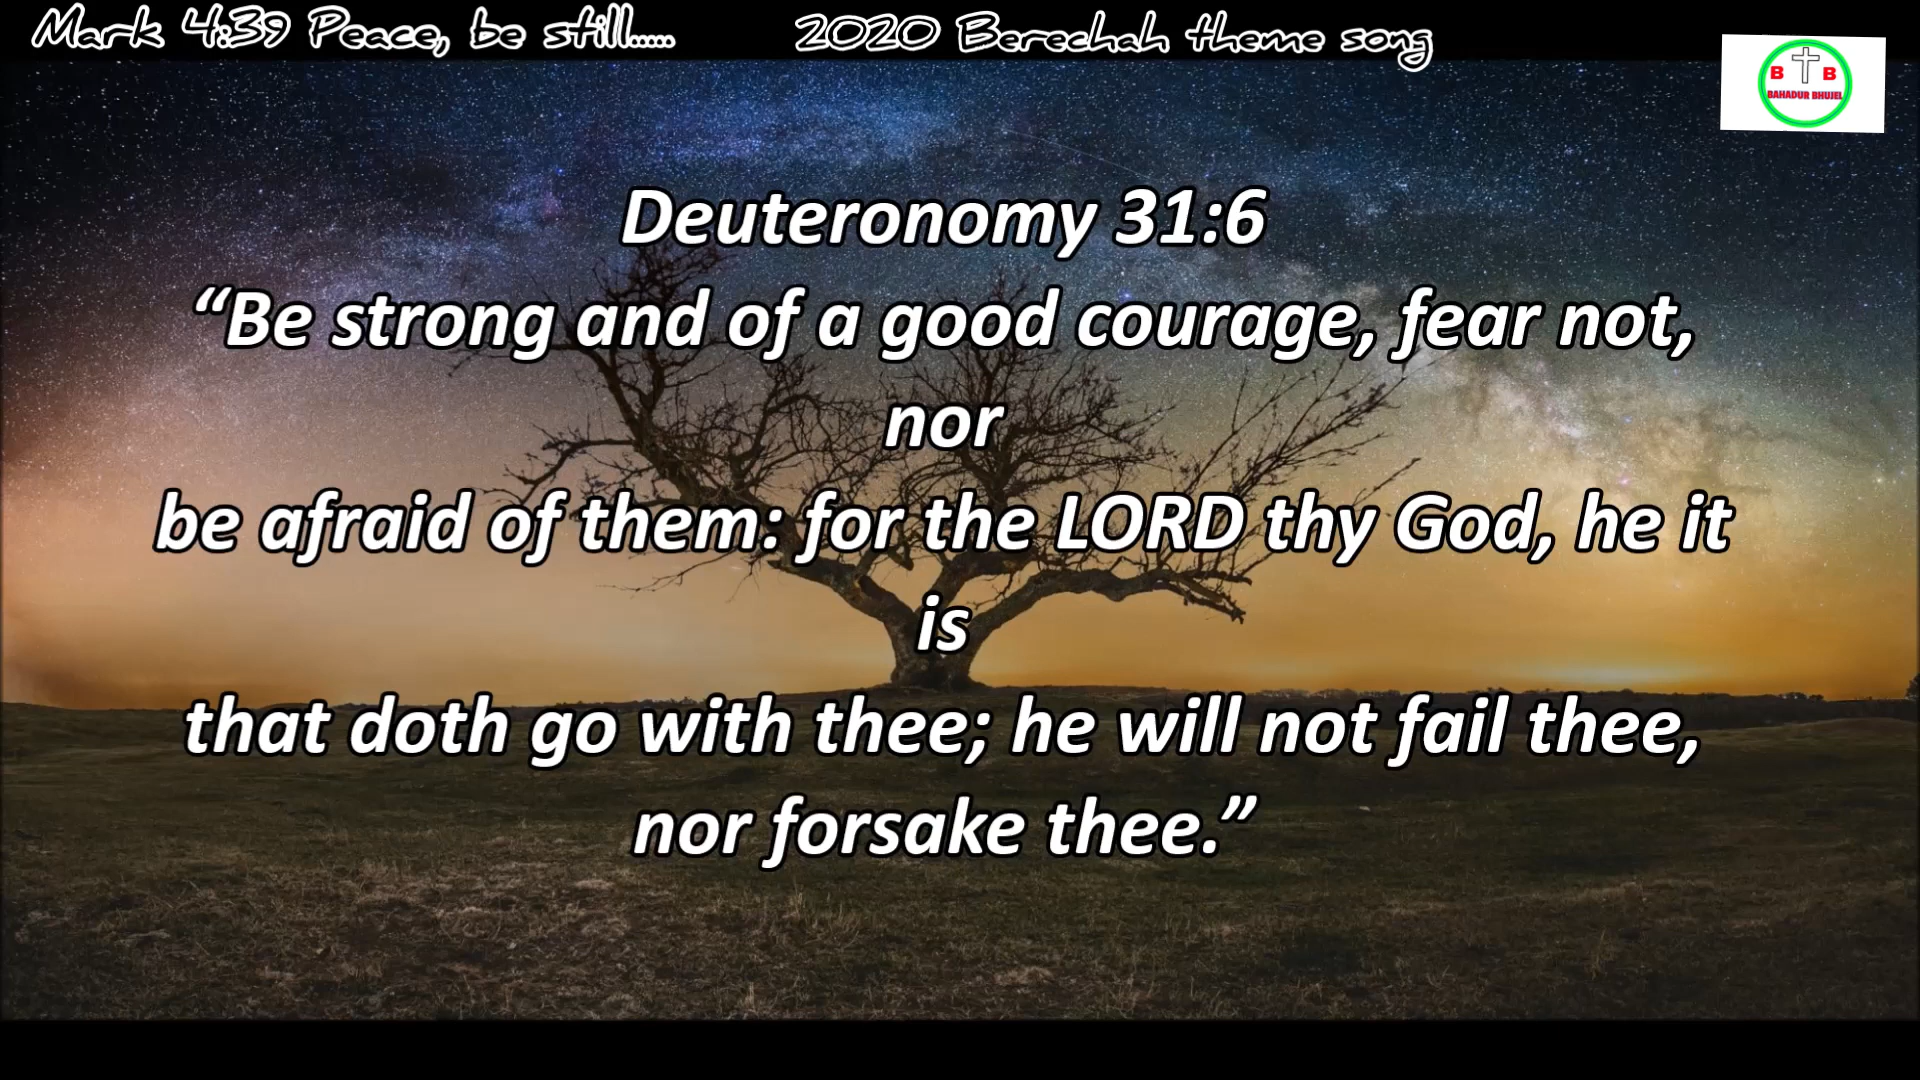 Mark 4:39 Peace, be still..... 2020 Berechah theme song
B B
BAHADUR BHUJEL
Deuteronomy 31:6
“Be strong and of a good courage, fear not,
nor
be afraid of them: for the LORD thy God, he it
is
that doth go with thee; he will not fail thee,
nor forsake thee.”